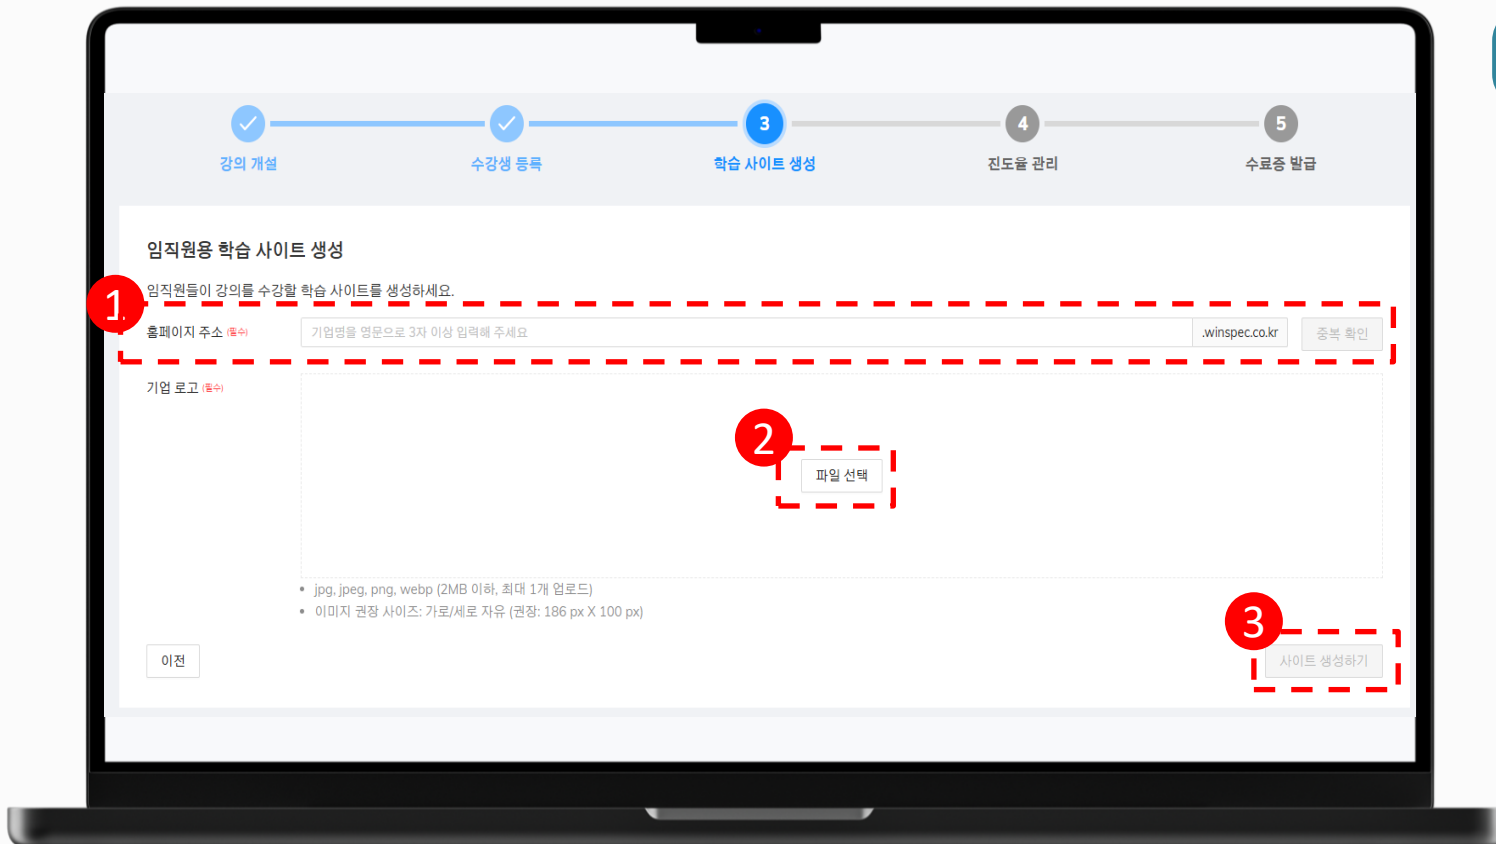 3
4
5
강의 개설
수강생 등록
학습 사이트 생성
진도율 관리
수료증 발급
임직원용 학습 사이트 생성
임직원들이 강의를 수강할 학습 사이트를 생성하세요.
1
홈페이지 주소 (필수)
기업명을 영문으로 3자 이상 입력해 주세요
.winspec.co.kr
중복 확인
기업 로고 (필수)
2
파일 선택
• jpg, jpeg, png, webp (2MB 이하, 최대 1개 업로드)
• 이미지 권장 사이즈: 가로/세로 자유 (권장: 186 px X 100 px)
3
이전
사이트 생성하기